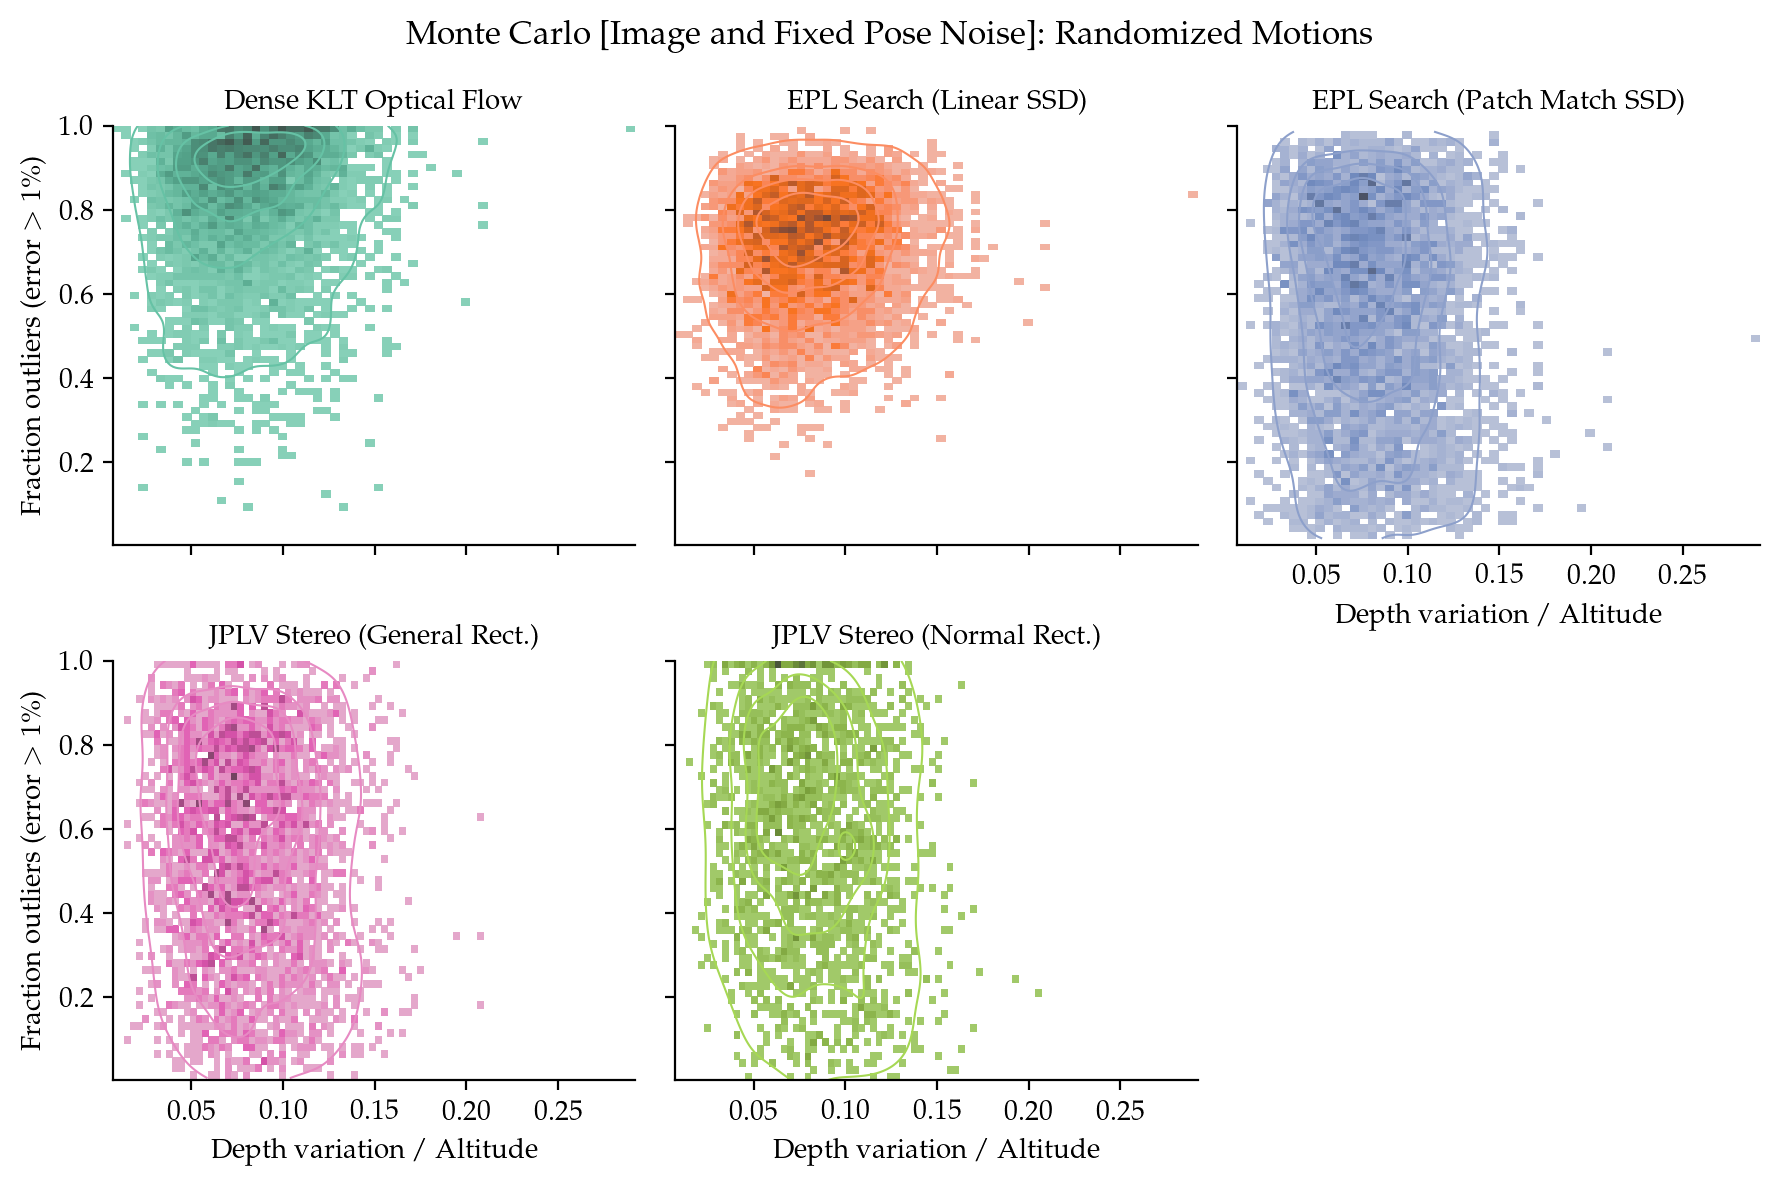 Monte Carlo [Image and Fixed Pose Noise]: Randomized Motions
Dense KLT Optical Flow
EPL Search (Linear SSD)
EPL Search (Patch Match SSD)
Fraction outliers (error > 1%)
1.0
0.8
0.6
0.4
0.2
0.05 0.10 0.15 0.20 0.25
Depth variation / Altitude
JPLV Stereo (General Rect.)
JPLV Stereo (Normal Rect.)
Fraction outliers (error > 1%)
1.0
0.8
0.6
0.4
0.2
0.05 0.10 0.15 0.20 0.25
0.05 0.10 0.15 0.20 0.25
Depth variation / Altitude
Depth variation / Altitude